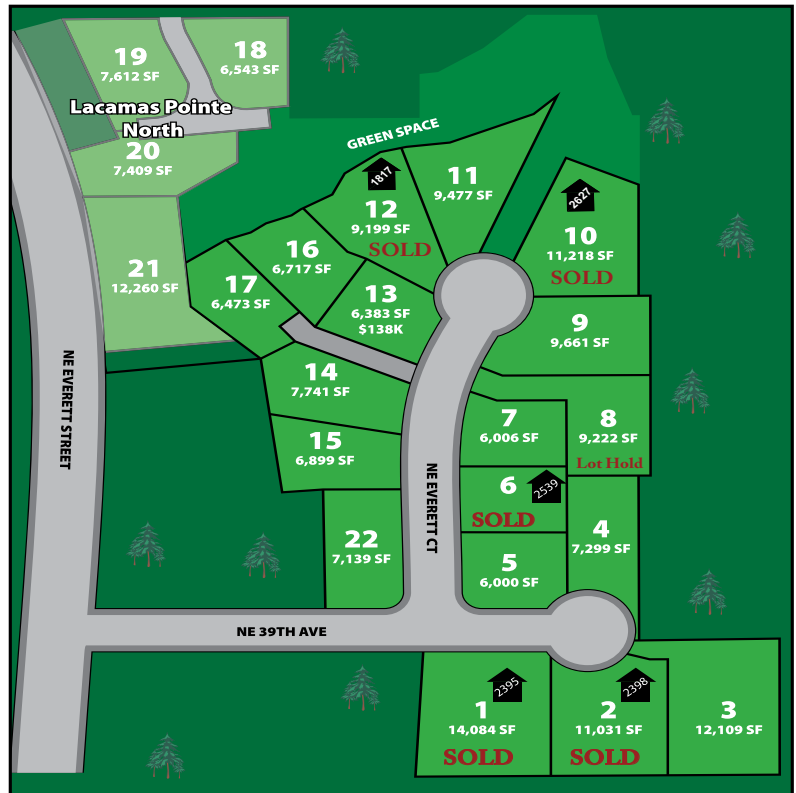 19
7,612 SF
18
6,543 SF
Lacamas Pointe
North
20
7,409 SF
21
12,260 SF
GREEN SPACE
1817
12
9,199 SF
SOLD
11
9,477 SF
2627
10
11,218 SF
SOLD
16
6,717 SF
17
6,473 SF
13
6,383 SF
$138K
9
9,661 SF
14
7,741 SF
15
6,899 SF
7
6,006 SF
8
9,222 SF
Lot Hold
6
2539
SOLD
5
6,000 SF
4
7,299 SF
22
7,139 SF
NE EVERETT STREET
NE EVERETT CT
NE 39TH AVE
2395
1
14,084 SF
SOLD
2398
2
11,031 SF
SOLD
3
12,109 SF